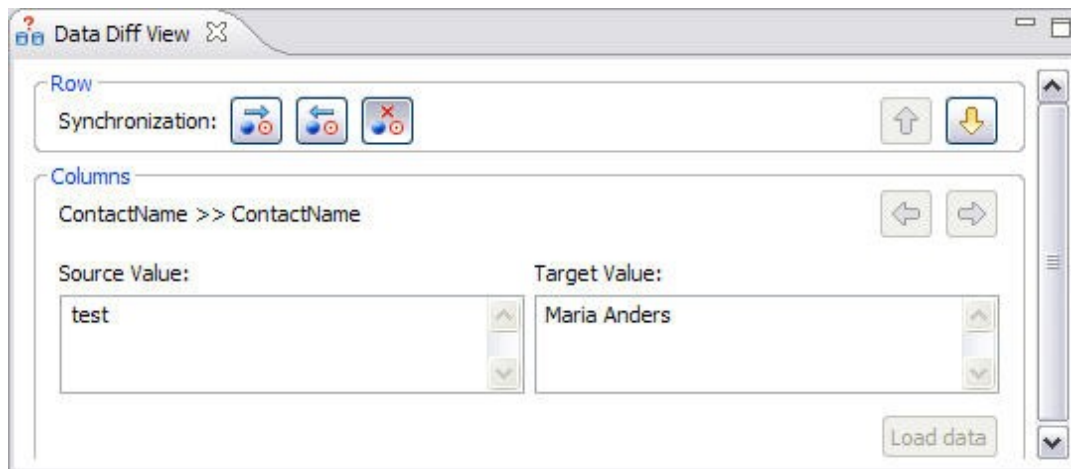 Data Diff View
Row
Synchronization:
Columns
ContactName >> ContactName
Source Value:
Target Value:
test
Maria Anders
Load data